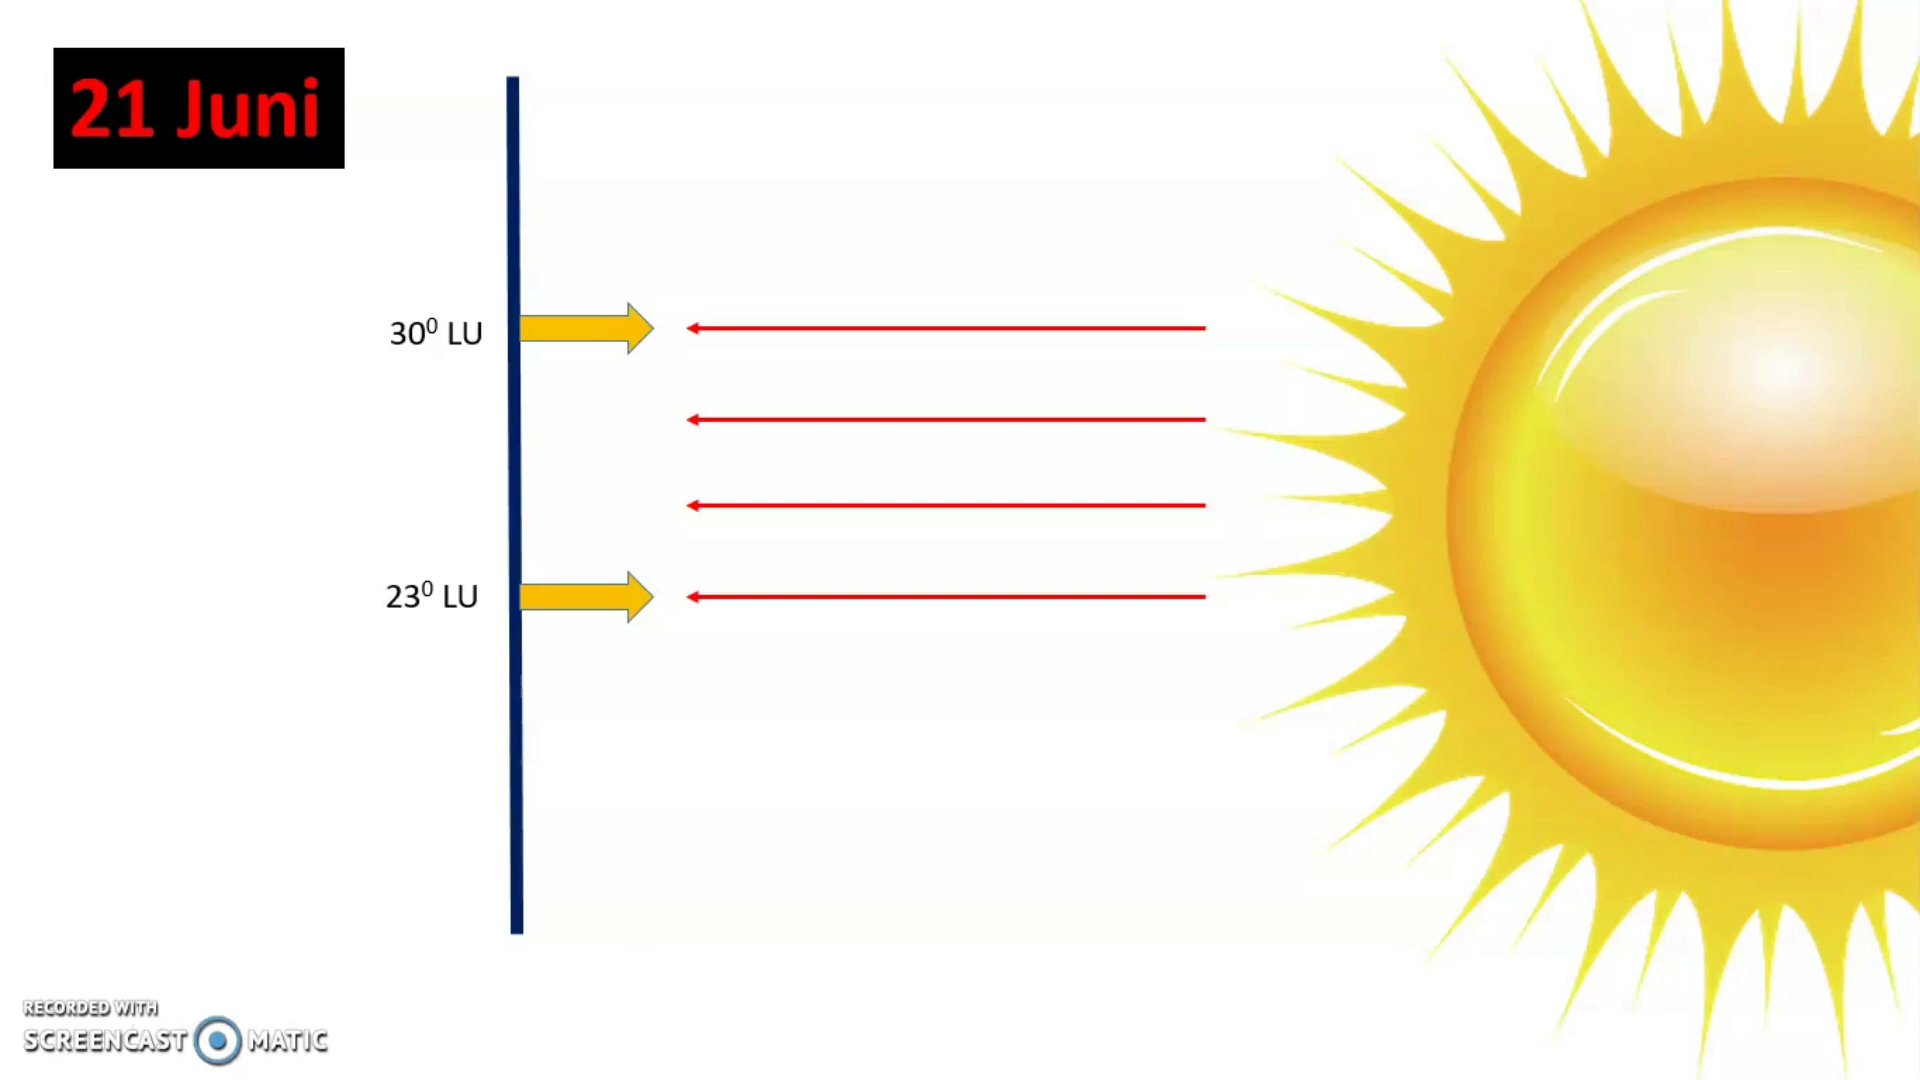 21 Juni
30⁰ LU
23⁰ LU
RECORDED WITH
SCREENCAST MATIC